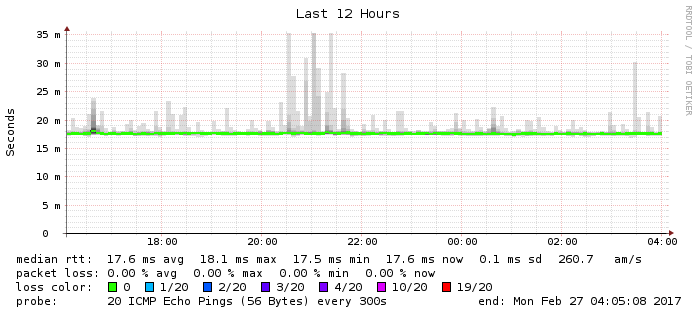 Last 12 Hours
RRDTOOL / TOBI OETIKER
Seconds
35 m
30 m
25 m
20 m
15 m
10 m
5 m
0
18:00 20:00 22:00 00:00 02:00 04:00
median rtt: 17.6 ms avg 18.1 ms max 17.5 ms min 17.6 ms now 0.1 ms sd 260.7 am/s
packet loss: 0.00 % avg 0.00 % max 0.00 % min 0.00 % now
loss color: 0 1/20 2/20 3/20 4/20 10/20 19/20
probe: 20 ICMP Echo Pings (56 Bytes) every 300s end: Mon Feb 27 04:05:08 2017